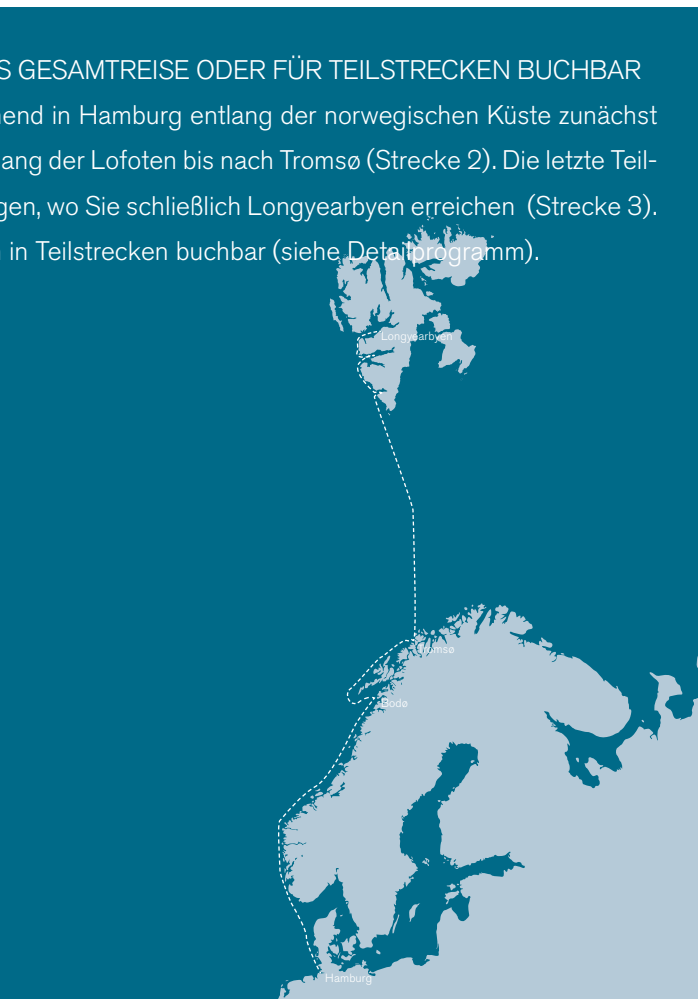 S GESAMTREISE ODER FÜR TEILSTRECKEN BUCHBAR
end in Hamburg entlang der norwegischen Küste zunächst
ang der Lofoten bis nach Tromsø (Strecke 2). Die letzte Teil-
gen, wo Sie schließlich Longyearbyen erreichen (Strecke 3).
in Teilstrecken buchbar (siehe Detailprogramm).
Longyearbyen
Tromsø
Bodø
Hamburg